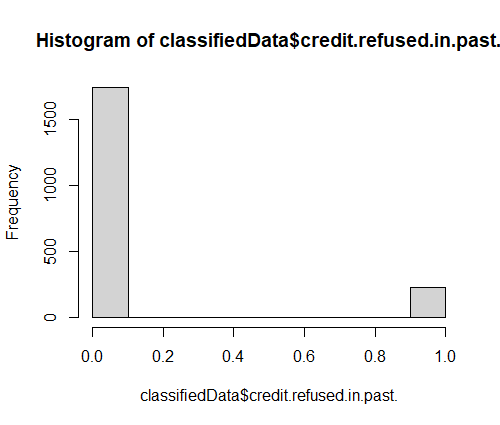 Histogram of classifiedData$credit.refused.in.past.
Frequency
1500
1000
500
0
0.0 0.2 0.4 0.6 0.8 1.0
classifiedData$credit.refused.in.past.